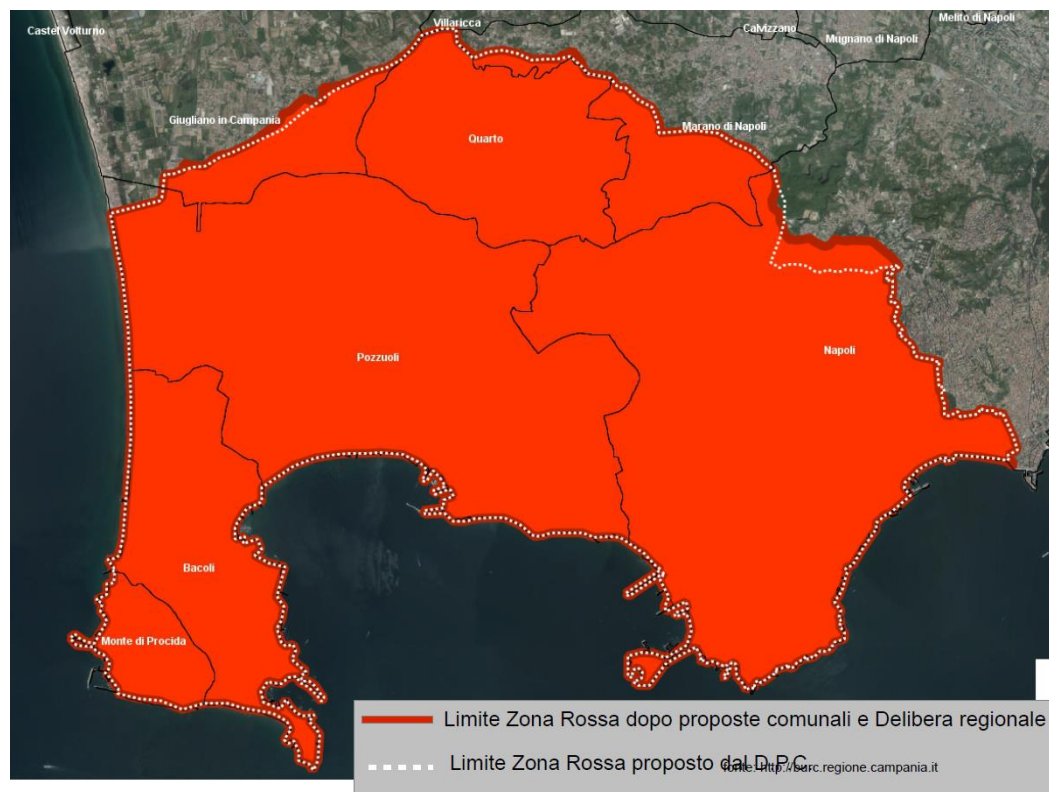 Villaricca
Melito di Napoli
Castel Volturno
Calvizzano
Mugnano di Napoli
Giugliano in Campania
Marano di Napoli
Quarto
Pozzuoli
Napoli
Bacoli
Monte di Procida
Limite Zona Rossa dopo proposte comunali e Delibera regionale
Limite Zona Rossa proposto dal D.P.C.
fonte: http://burc.regione.campania.it